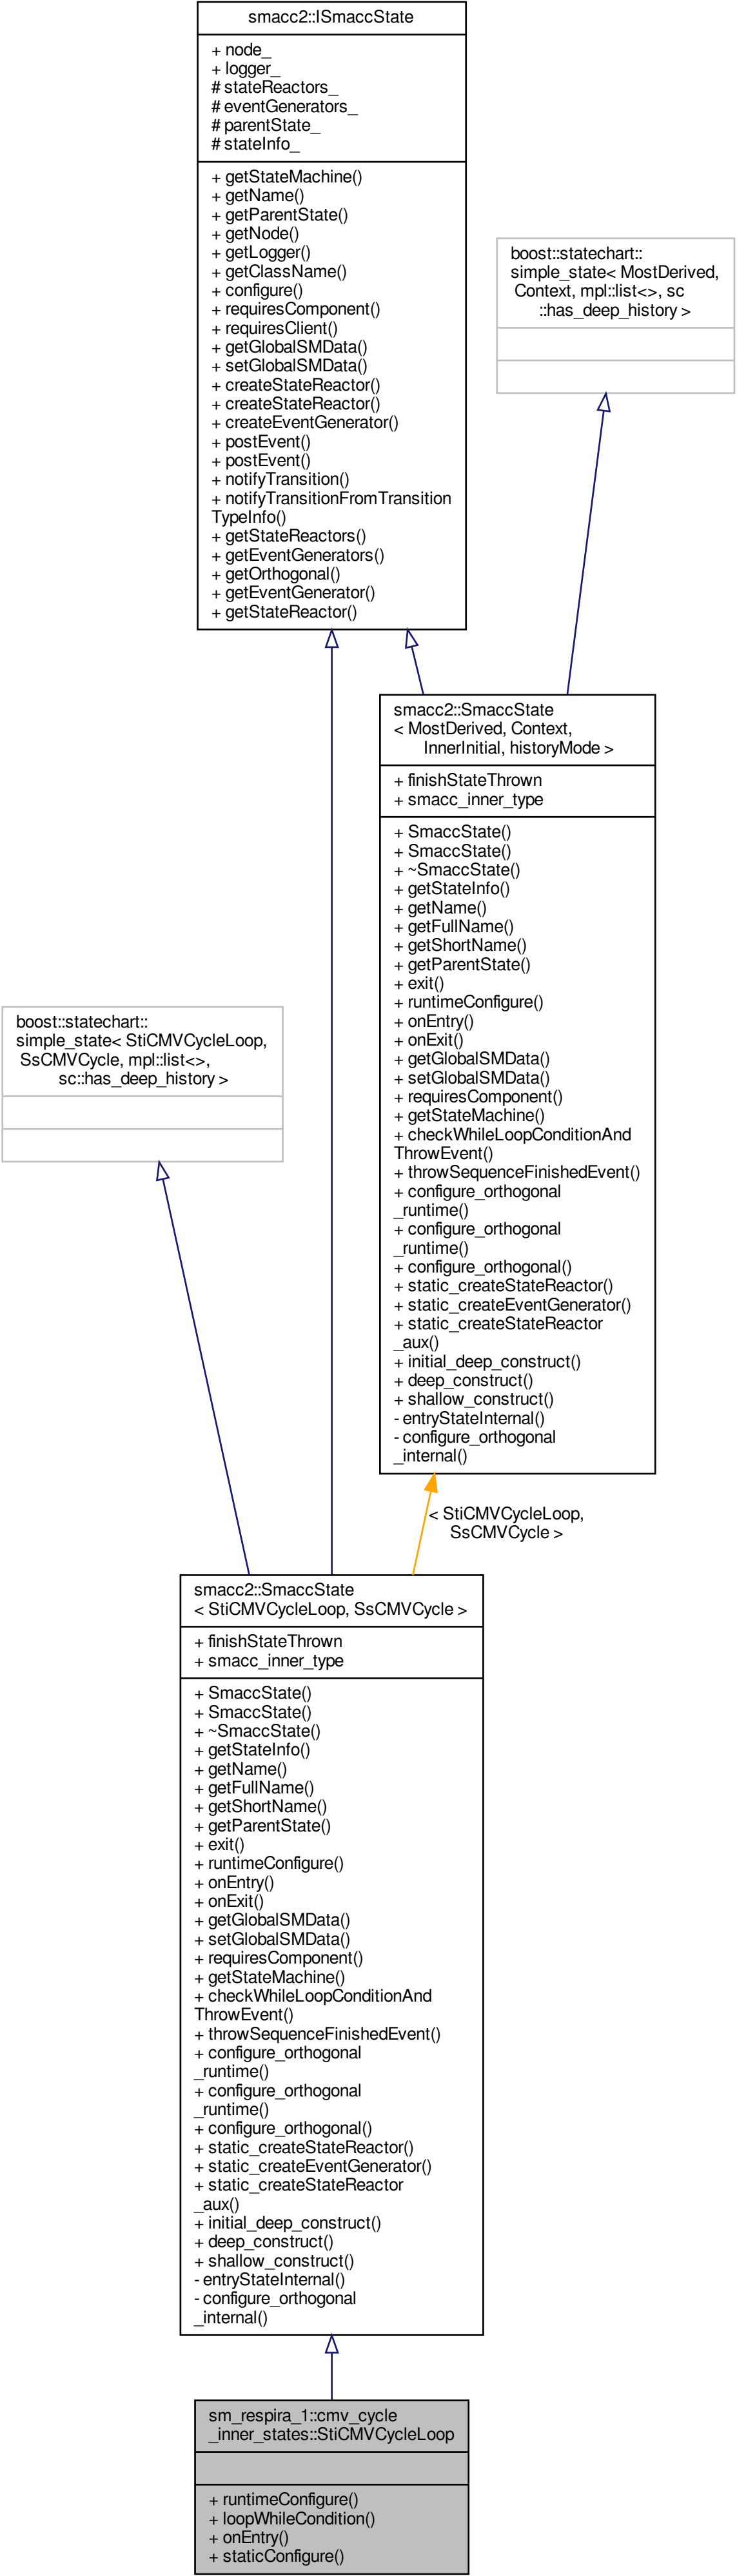 smacc2::ISmaccState
+ node_
+ logger_
# stateReactors_
# eventGenerators_
# parentState_
# stateInfo_
+ getStateMachine()
+ getName()
+ getParentState()
+ getNode()
+ getLogger()
+ getClassName()
+ configure()
+ requiresComponent()
+ requiresClient()
+ getGlobalSMData()
+ setGlobalSMData()
+ createStateReactor()
+ createStateReactor()
+ createEventGenerator()
+ postEvent()
+ postEvent()
+ notifyTransition()
+ notifyTransitionFromTransition
TypeInfo()
+ getStateReactors()
+ getEventGenerators()
+ getOrthogonal()
+ getEventGenerator()
+ getStateReactor()
boost::statechart::
simple_state< MostDerived,
Context, mpl::list<>, sc
::has_deep_history >
smacc2::SmaccState
< MostDerived, Context,
InnerInitial, historyMode >
+ finishStateThrown
+ smacc_inner_type
+ SmaccState()
+ SmaccState()
+ ~SmaccState()
+ getStateInfo()
+ getName()
+ getFullName()
+ getShortName()
+ getParentState()
+ exit()
+ runtimeConfigure()
+ onEntry()
+ onExit()
+ getGlobalSMData()
+ setGlobalSMData()
+ requiresComponent()
+ getStateMachine()
+ checkWhileLoopConditionAnd
ThrowEvent()
+ throwSequenceFinishedEvent()
+ configure_orthogonal
_runtime()
+ configure_orthogonal
_runtime()
+ configure_orthogonal()
+ static_createStateReactor()
+ static_createEventGenerator()
+ static_createStateReactor
_aux()
+ initial_deep_construct()
+ deep_construct()
+ shallow_construct()
- entryStateInternal()
- configure_orthogonal
_internal()
boost::statechart::
simple_state< StiCMVCycleLoop,
SsCMVCycle, mpl::list<>,
sc::has_deep_history >
< StiCMVCycleLoop,
SsCMVCycle >
smacc2::SmaccState
< StiCMVCycleLoop, SsCMVCycle >
+ finishStateThrown
+ smacc_inner_type
+ SmaccState()
+ SmaccState()
+ ~SmaccState()
+ getStateInfo()
+ getName()
+ getFullName()
+ getShortName()
+ getParentState()
+ exit()
+ runtimeConfigure()
+ onEntry()
+ onExit()
+ getGlobalSMData()
+ setGlobalSMData()
+ requiresComponent()
+ getStateMachine()
+ checkWhileLoopConditionAnd
ThrowEvent()
+ throwSequenceFinishedEvent()
+ configure_orthogonal
_runtime()
+ configure_orthogonal
_runtime()
+ configure_orthogonal()
+ static_createStateReactor()
+ static_createEventGenerator()
+ static_createStateReactor
_aux()
+ initial_deep_construct()
+ deep_construct()
+ shallow_construct()
- entryStateInternal()
- configure_orthogonal
_internal()
sm_respira_1::cmv_cycle
_inner_states::StiCMVCycleLoop
+ runtimeConfigure()
+ loopWhileCondition()
+ onEntry()
+ staticConfigure()